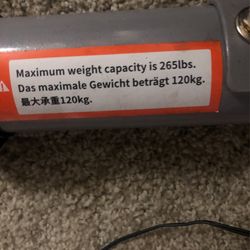 Maximum weight capacity is 265lbs.
Das maximale Gewicht beträgt 120kg.
最大承重120kg.